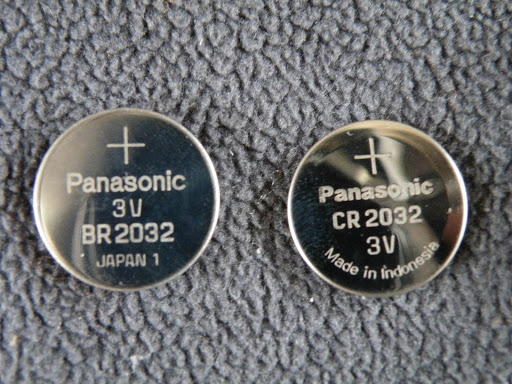 +
Panasonic
3V
BR2032
JAPAN 1
+
Panasonic
CR 2032
3V
Made in Indonesia